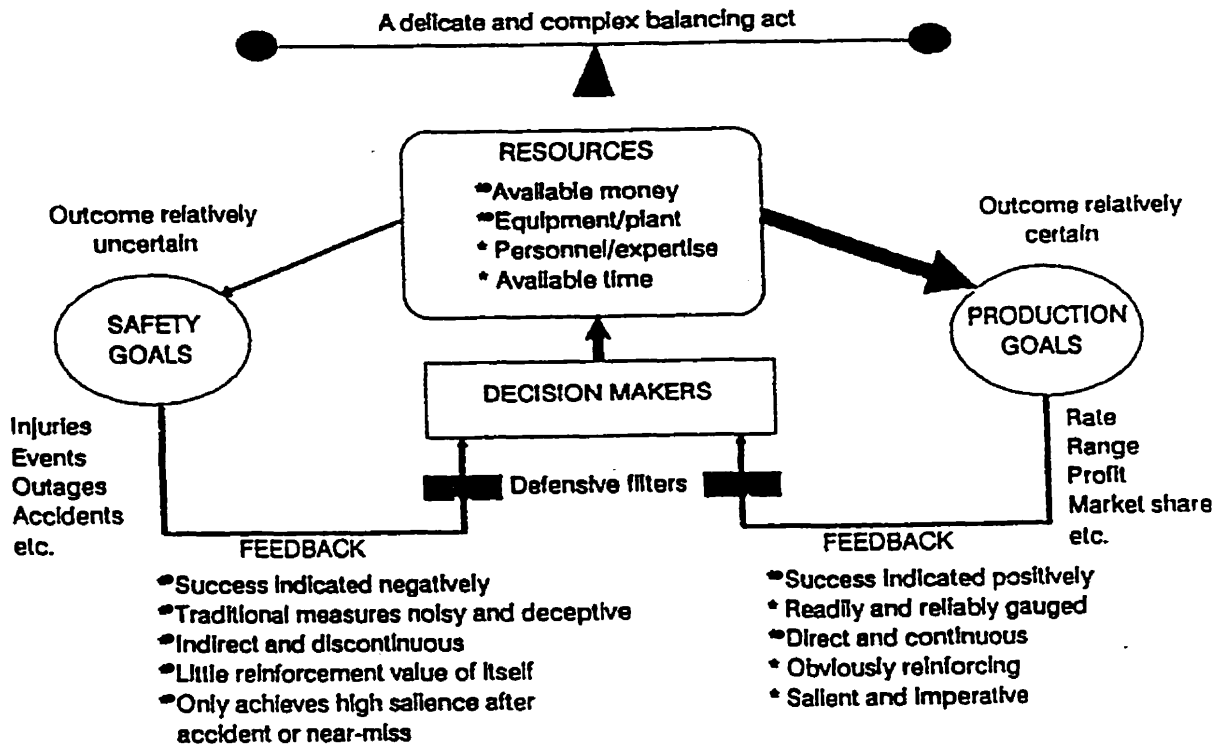 A delicate and complex balancing act
RESOURCES
*Available money
*Equipment/plant
* Personnel/expertise
* Available time
Outcome relatively
uncertain
Outcome relatively
certain
SAFETY
GOALS
PRODUCTION
GOALS
DECISION MAKERS
Injuries
Events
Outages
Accidents
etc.
Defensive filters
Rate
Range
Profit
Market share
etc.
FEEDBACK
*Success indicated negatively
*Traditional measures noisy and deceptive
*Indirect and discontinuous
*Little reinforcement value of itself
*Only achieves high salience after
accident or near-miss
FEEDBACK
*Success indicated positively
* Readily and reliably gauged
*Direct and continuous
* Obviously reinforcing
* Salient and imperative